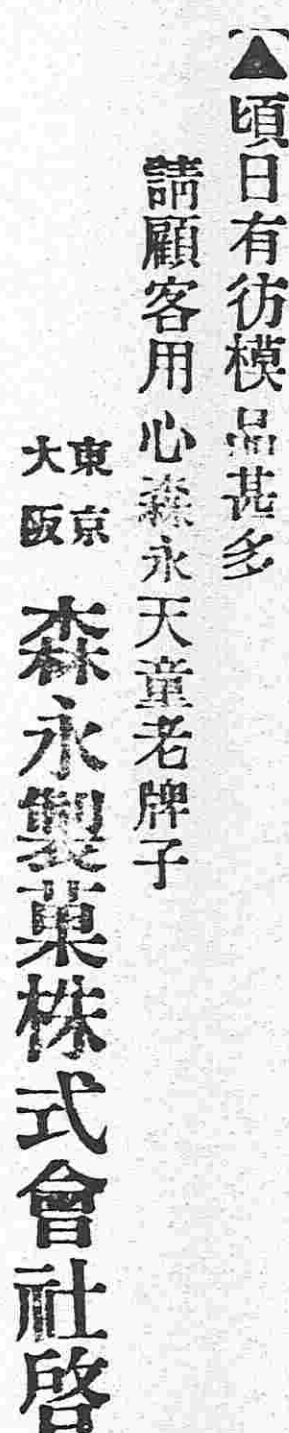 ▲頃日有彷模品甚多
請顧客用心森永天童老牌子
東京
大阪
森永製菓株式會社啓